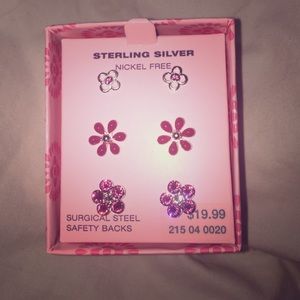 STERLING SILVER
NICKEL FREE
SURGICAL STEEL
SAFETY BACKS
$19.99
215 04 0020